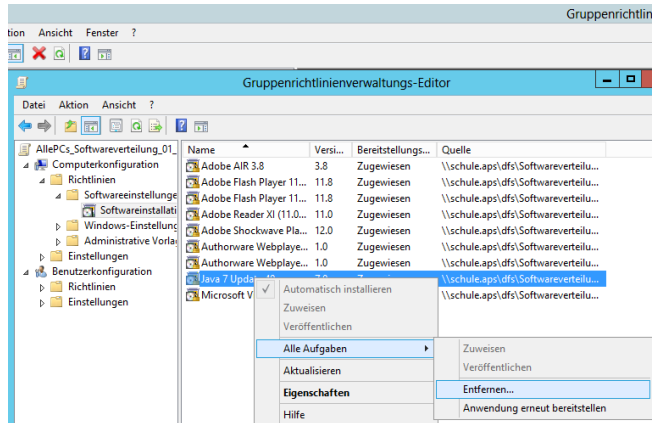 Gruppenrichtlin
tion Ansicht Fenster ?
Gruppenrichtlinienverwaltungs-Editor
Datei Aktion Ansicht ?
AllePCs_Softwareverteilung_01_
Computerkonfiguration
Richtlinien
Softwareeinstellunge
Softwareinstallati
Windows-Einstellung
Administrative Vorla
Einstellungen
Benutzerkonfiguration
Richtlinien
Einstellungen
Name Versi... Bereitstellungs... Quelle
Adobe AIR 3.8 3.8 Zugewiesen \\schule.aps\dfs\Softwareverteilu...
Adobe Flash Player 11... 11.8 Zugewiesen \\schule.aps\dfs\Softwareverteilu...
Adobe Flash Player 11... 11.8 Zugewiesen \\schule.aps\dfs\Softwareverteilu...
Adobe Reader XI (11.0... 11.0 Zugewiesen \\schule.aps\dfs\Softwareverteilu...
Adobe Shockwave Pla... 12.0 Zugewiesen \\schule.aps\dfs\Softwareverteilu...
Authorware Webplaye... 1.0 Zugewiesen \\schule.aps\dfs\Softwareverteilu...
Authorware Webplaye... 1.0 Zugewiesen \\schule.aps\dfs\Softwareverteilu...
Java 7 Upda \\schule.aps\dfs\Softwareverteilu...
Microsoft V \\schule.aps\dfs\Softwareverteilu...
Automatisch installieren
Zuweisen
Veröffentlichen
Alle Aufgaben
Aktualisieren
Eigenschaften
Hilfe
Zuweisen
Veröffentlichen
Entfernen...
Anwendung erneut bereitstellen